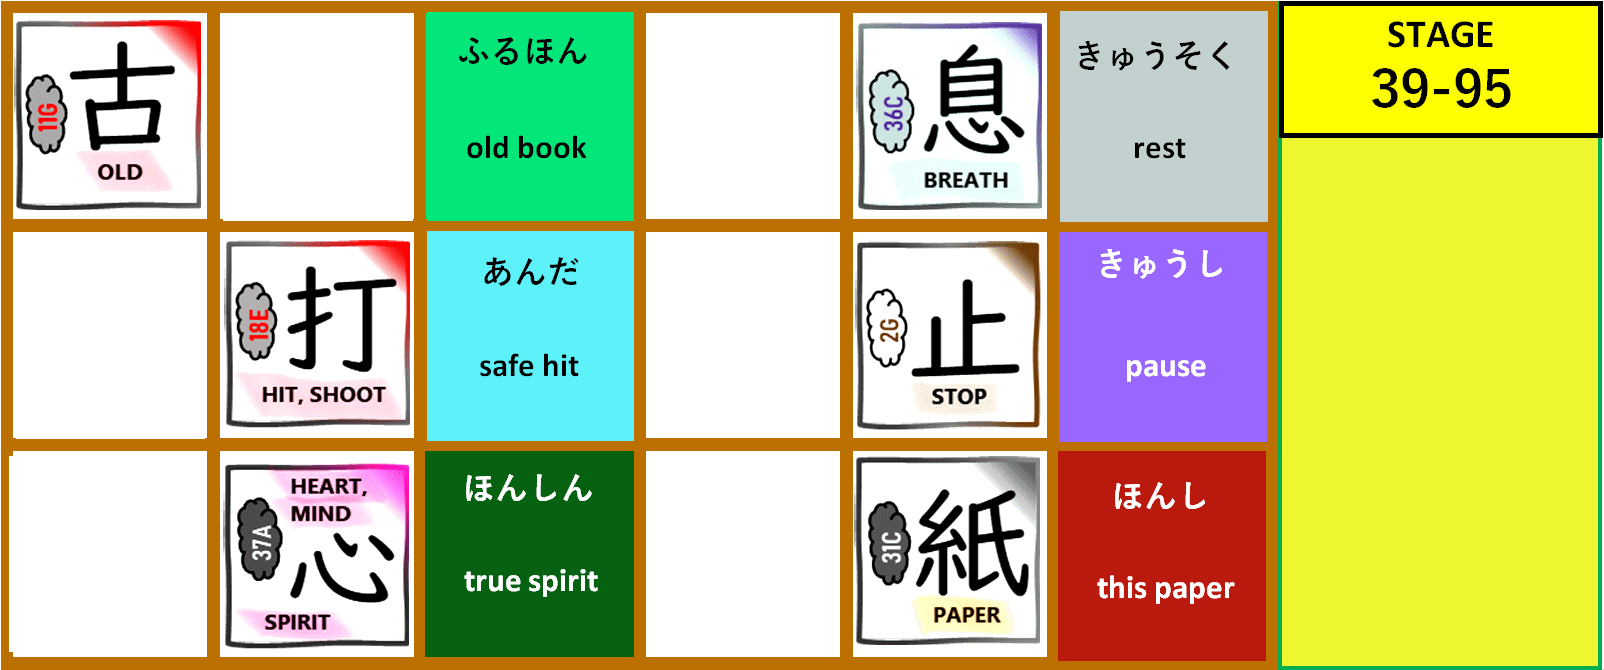 11G
古
OLD
ふるほん
old book
36C
息
BREATH
きゅうそく
rest
STAGE
39-95
18E
打
HIT, SHOOT
あんだ
safe hit
2G
止
STOP
きゅうし
pause
HEART,
MIND
37A
心
SPIRIT
ほんしん
true spirit
31C
紙
PAPER
ほんし
this paper